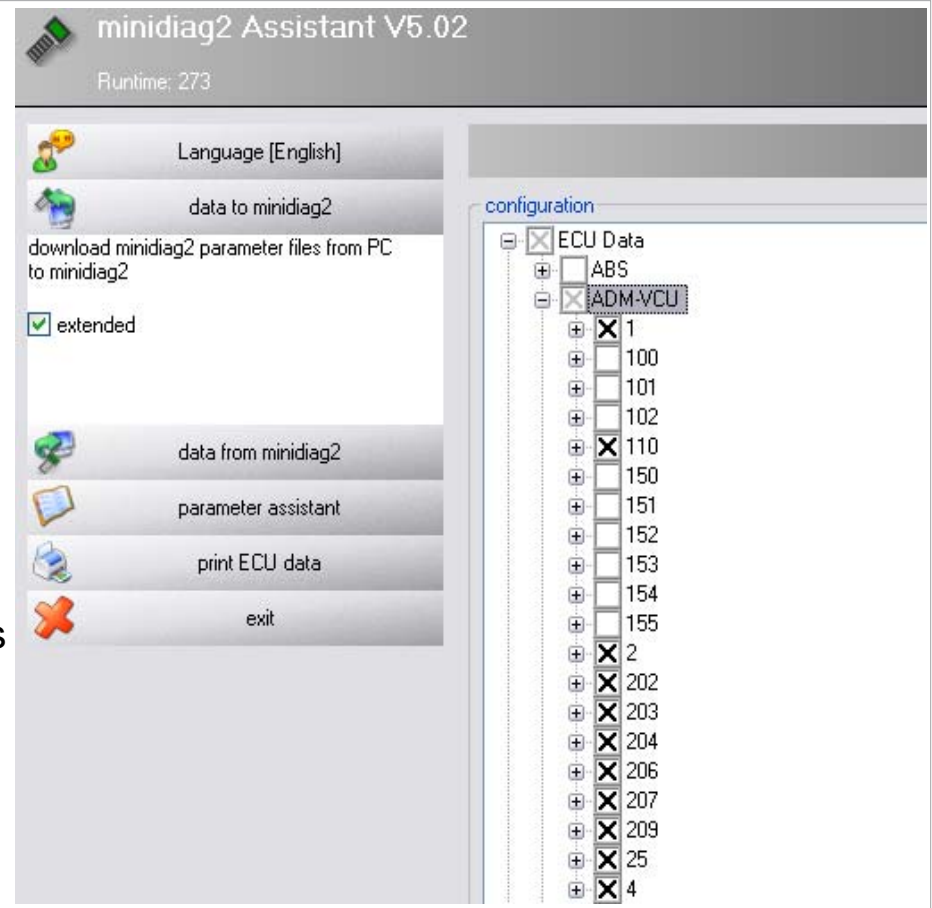 minidiag2 Assistant V5.02
Runtime: 273
Language [English]
data to minidiag2
download minidiag2 parameter files from PC
to minidiag2
extended
data from minidiag2
parameter assistant
print ECU data
exit
s
configuration
ECU Data
ABS
ADM-VCU
1
100
101
102
110
150
151
152
153
154
155
2
202
203
204
206
207
209
25
4